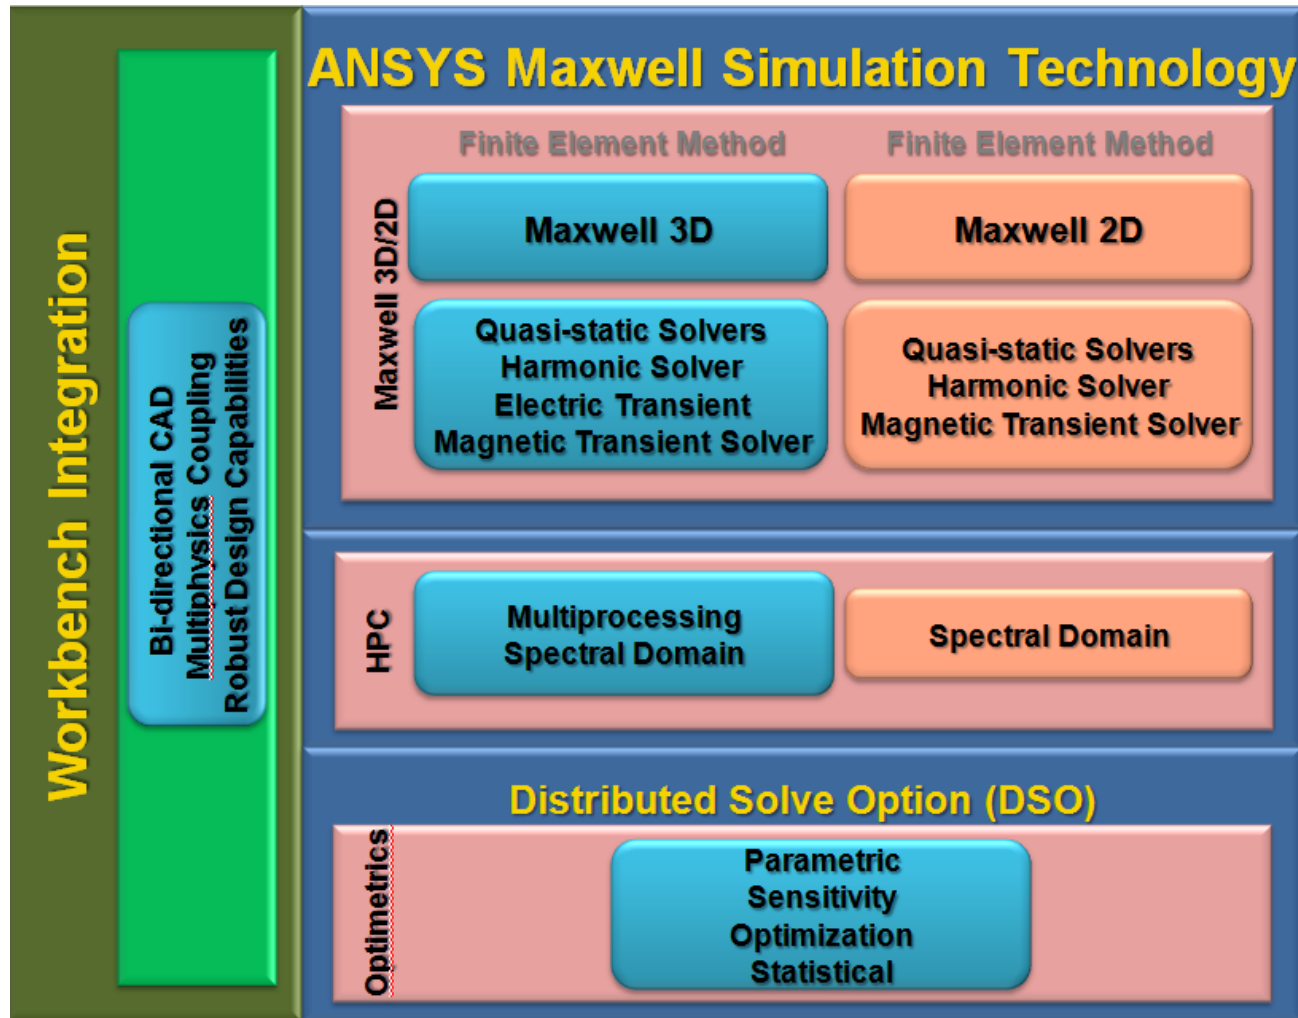 Workbench Integration
Bi-directional CAD
Multiphysics Coupling
Robust Design Capabilities
ANSYS Maxwell Simulation Technology
Maxwell 3D/2D
Finite Element Method
Maxwell 3D
Quasi-static Solvers
Harmonic Solver
Electric Transient
Magnetic Transient Solver
Finite Element Method
Maxwell 2D
Quasi-static Solvers
Harmonic Solver
Magnetic Transient Solver
HPC
Multiprocessing
Spectral Domain
Spectral Domain
Distributed Solve Option (DSO)
Optimetrics
Parametric
Sensitivity
Optimization
Statistical